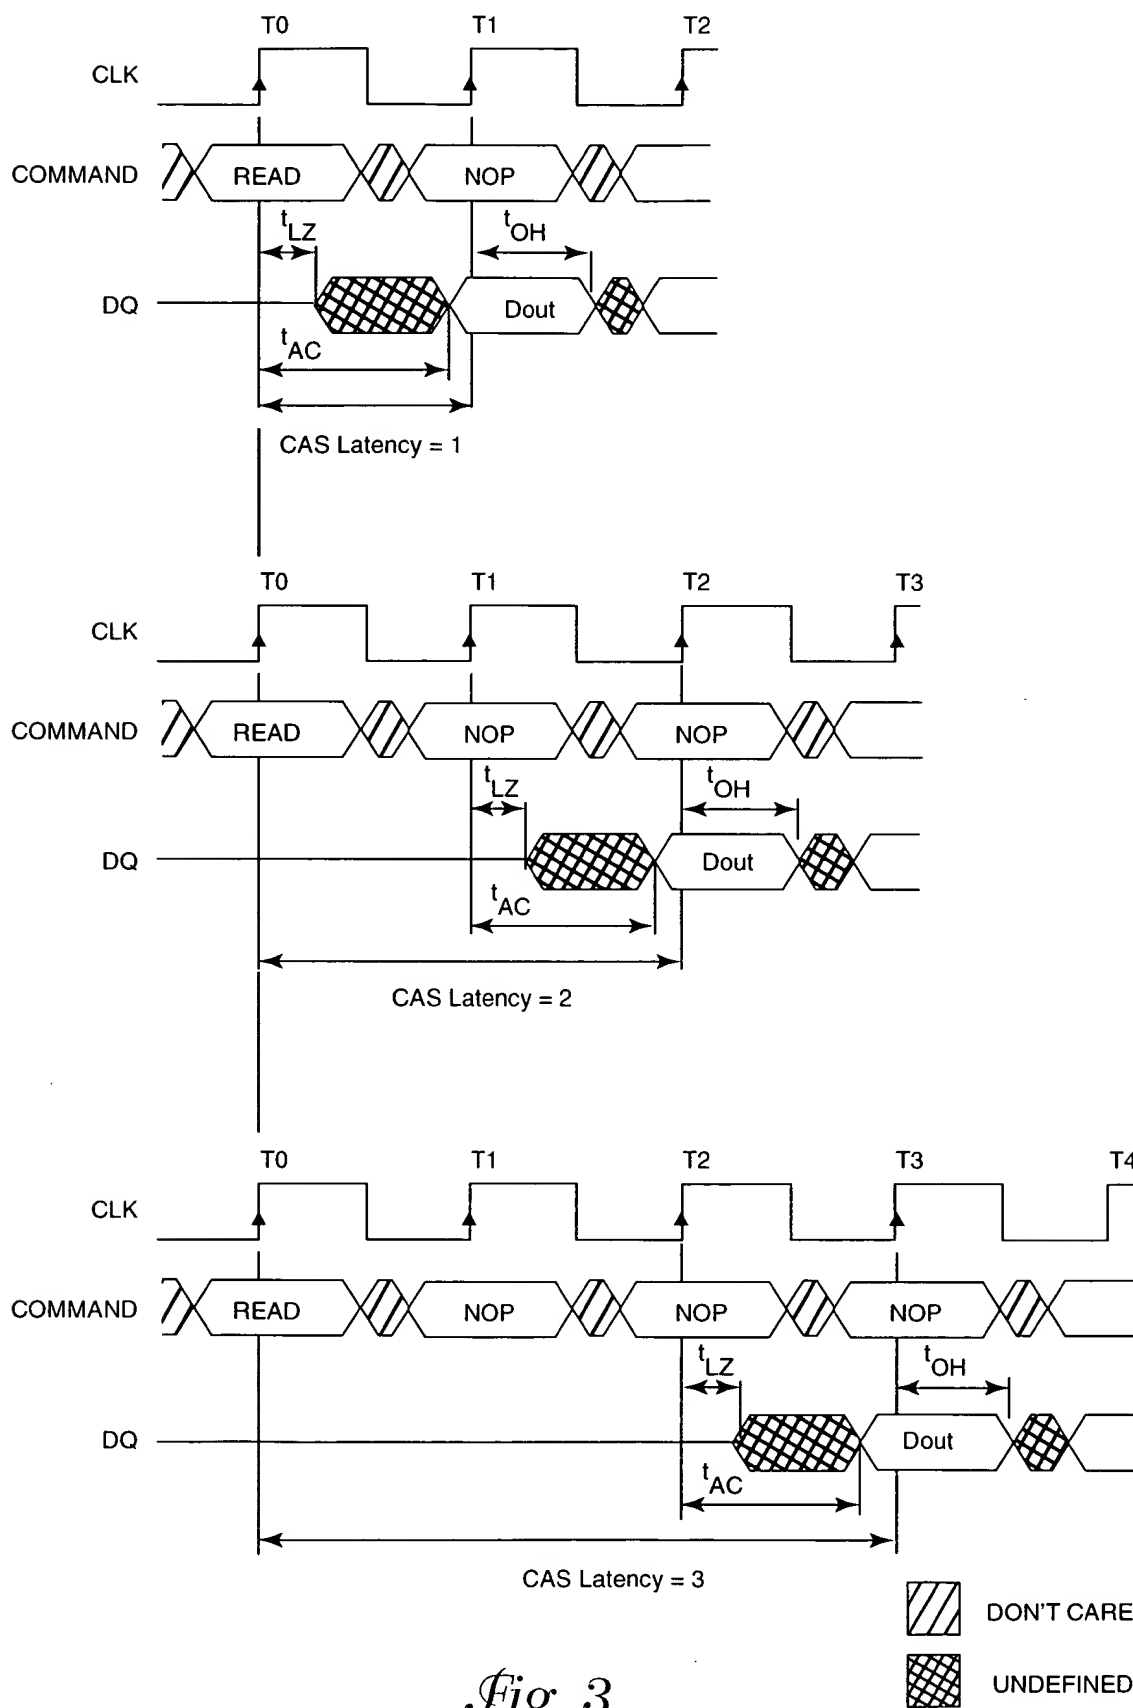 T0 T1 T2
CLK
COMMAND READ NOP
tLZ tOH
DQ Dout
tAC
CAS Latency = 1
T0 T1 T2 T3
CLK
COMMAND READ NOP NOP
tLZ tOH
DQ Dout
tAC
CAS Latency = 2
T0 T1 T2 T3 T4
CLK
COMMAND READ NOP NOP NOP
tLZ tOH
DQ Dout
tAC
CAS Latency = 3
DON'T CARE
UNDEFINED
Fig. 3